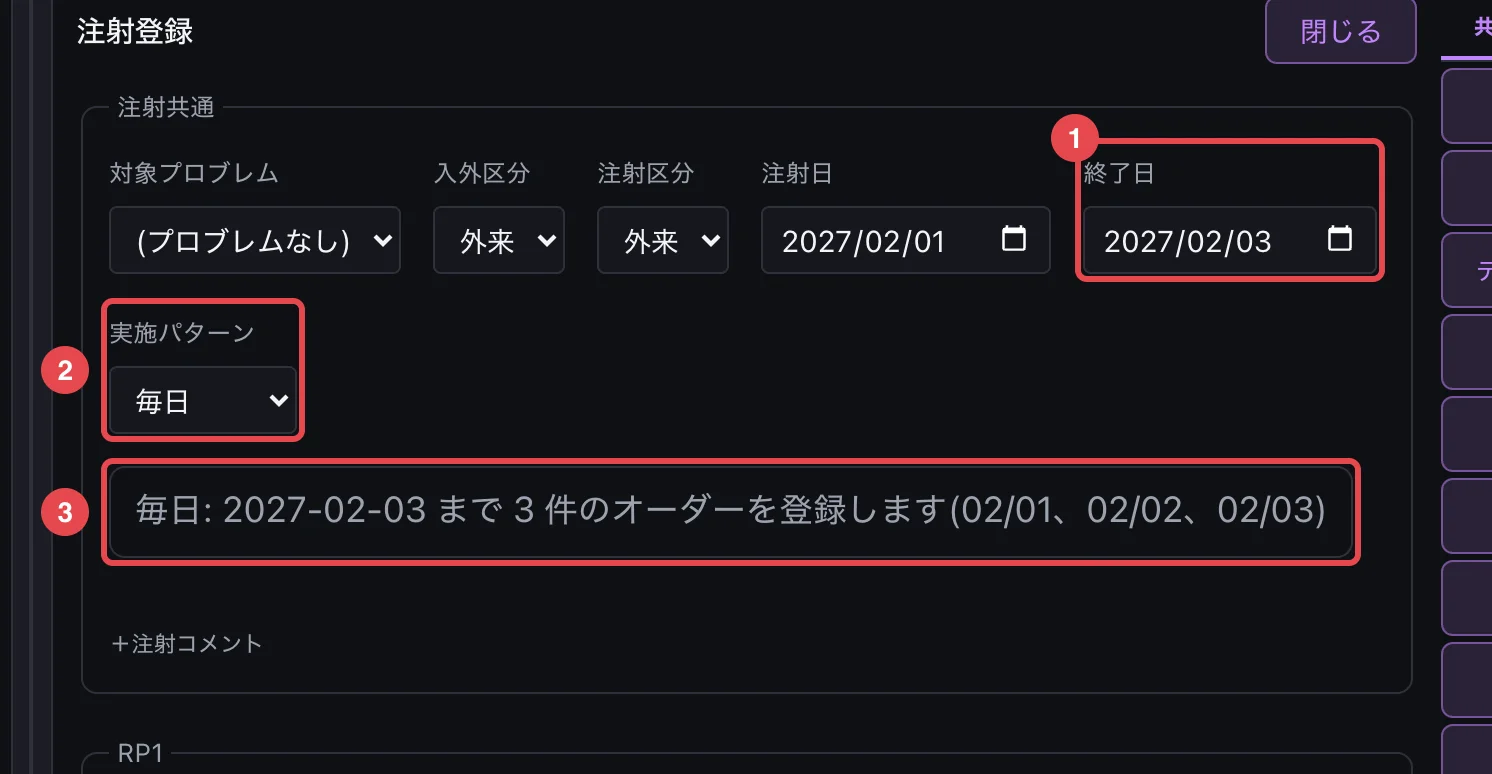 注射登録
閉じる
共
注射共通
対象プロブレム
入外区分
注射区分
注射日
1
終了日
(プロブレムなし)
外来
外来
2027/02/01
2027/02/03
テ
2
実施パターン
毎日
3
毎日: 2027-02-03 まで 3 件のオーダーを登録します(02/01、02/02、02/03)
+注射コメント
RP1